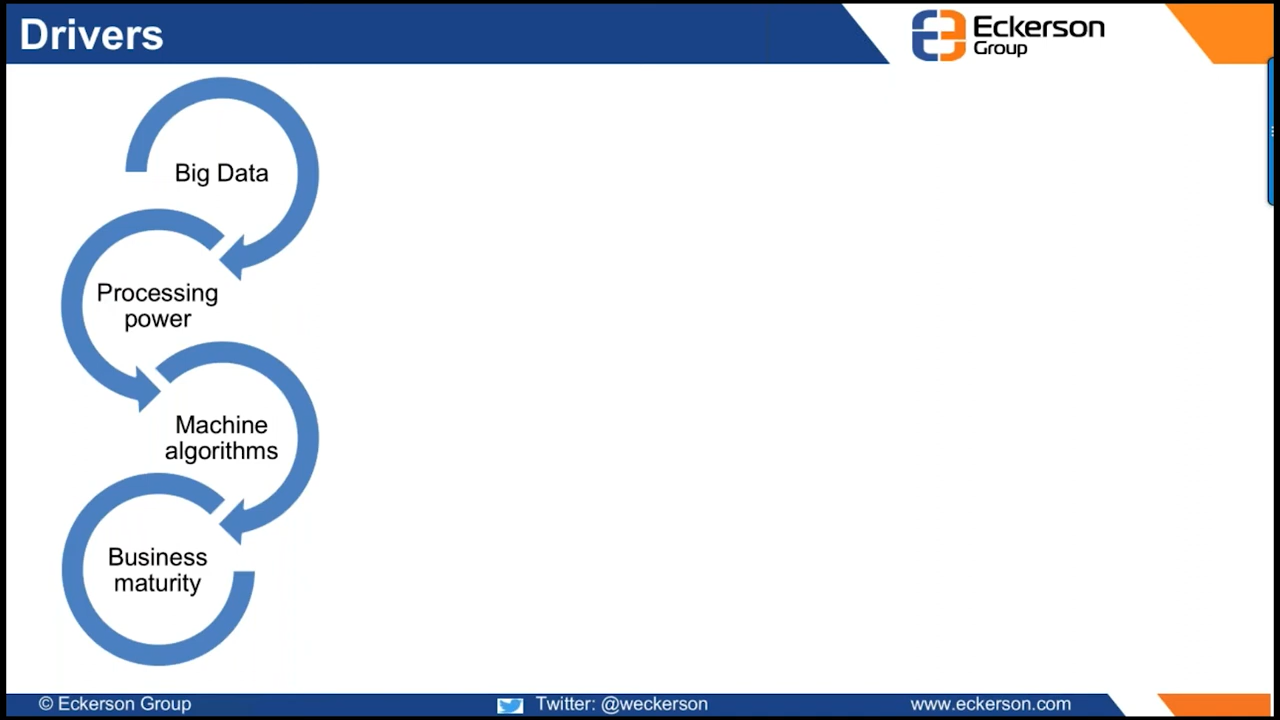 Drivers
Eckerson
Group
Big Data
Processing
power
Machine
algorithms
Business
maturity
© Eckerson Group
Twitter: @weckerson
www.eckerson.com